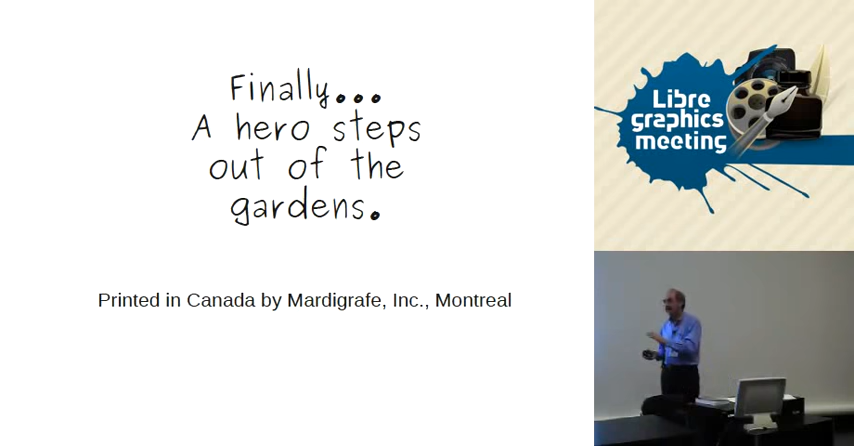 Finally...
A hero steps
out of the
gardens.
Printed in Canada by Mardigrafe, Inc., Montreal
Libre
graphics
meeting